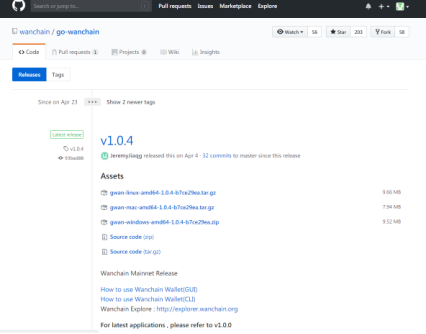 Search or jump to...
Pull requests Issues Marketplace Explore
wanchain / go-wanchain
Watch 56 Star 203 Fork 58
Code Pull requests 1 Projects 0 Wiki Insights
Releases Tags
Since on Apr 23 ••• Show 2 newer tags
Latest release
v1.0.4
v1.0.4
Jeremyliaqg released this on Apr 4 · 32 commits to master since this release
Assets
gwan-linux-amd64-1.0.4-b7ce29ea.tar.gz
gwan-mac-amd64-1.0.4-b7ce29ea.tar.gz 7.94 MB
gwan-windows-amd64-1.0.4-b7ce29ea.zip 9.52 MB
Source code (zip)
Source code (tar.gz)
Wanchain Mainnet Release
How to use Wanchain Wallet(GUI)
How to use Wanchain Wallet(CLI)
Wanchain Explore : http://explorer.wanchain.org
For latest applications , please refer to v1.0.0